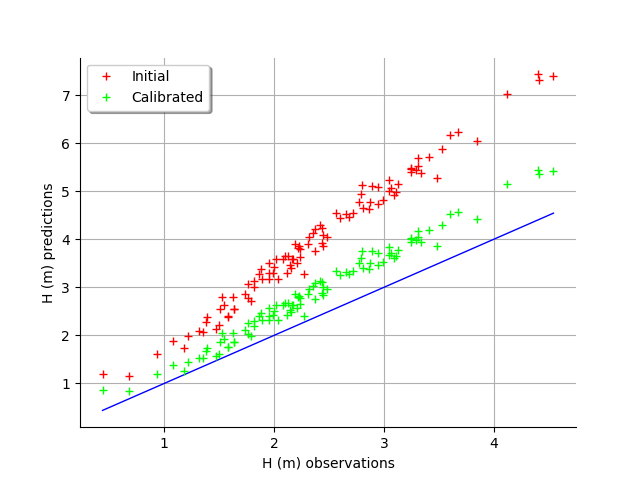 Initial
Calibrated
7
6
5
4
3
2
1
H (m) predictions
1 2 3 4
H (m) observations